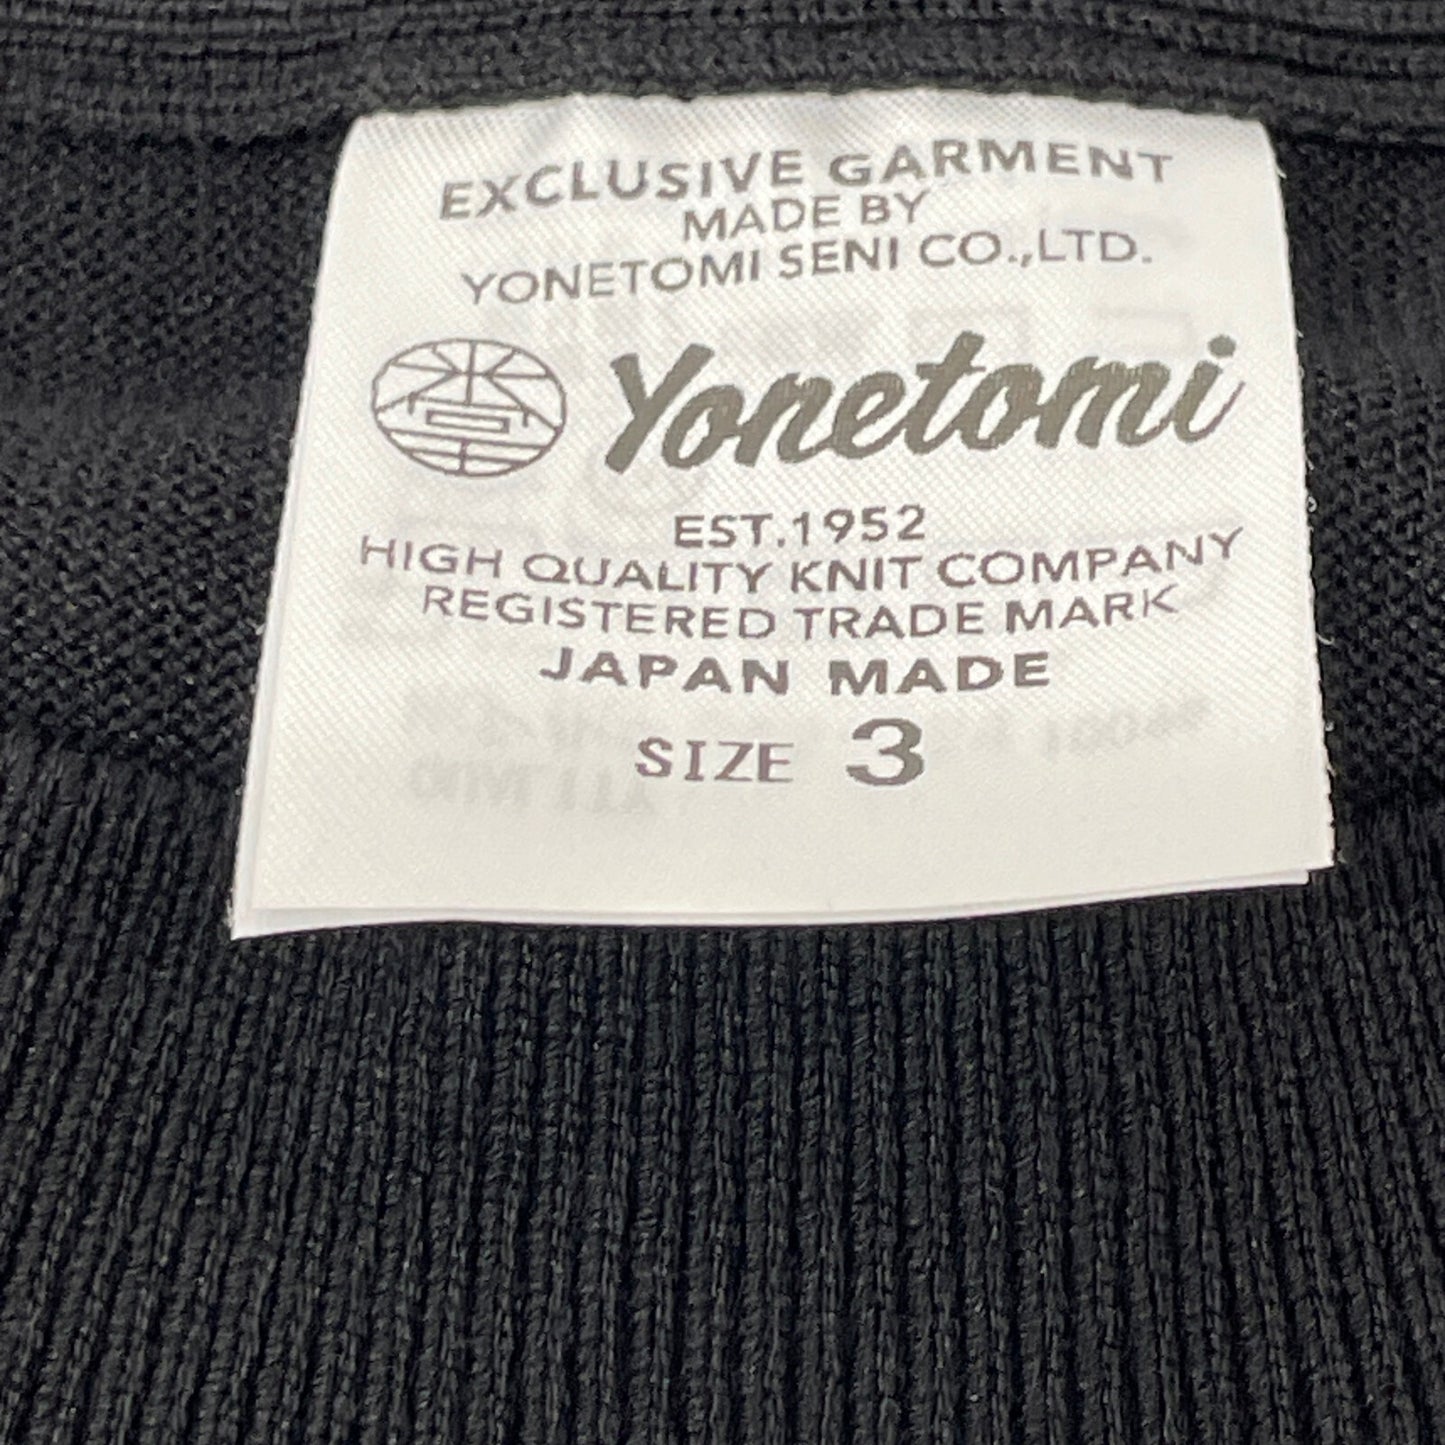 EXCLUSIVE GARMENT
MADE BY
YONETOMI SENI CO.,LTD.
Yonetomi
EST.1952
HIGH QUALITY KNIT COMPANY
REGISTERED TRADE MARK
JAPAN MADE
SIZE 3